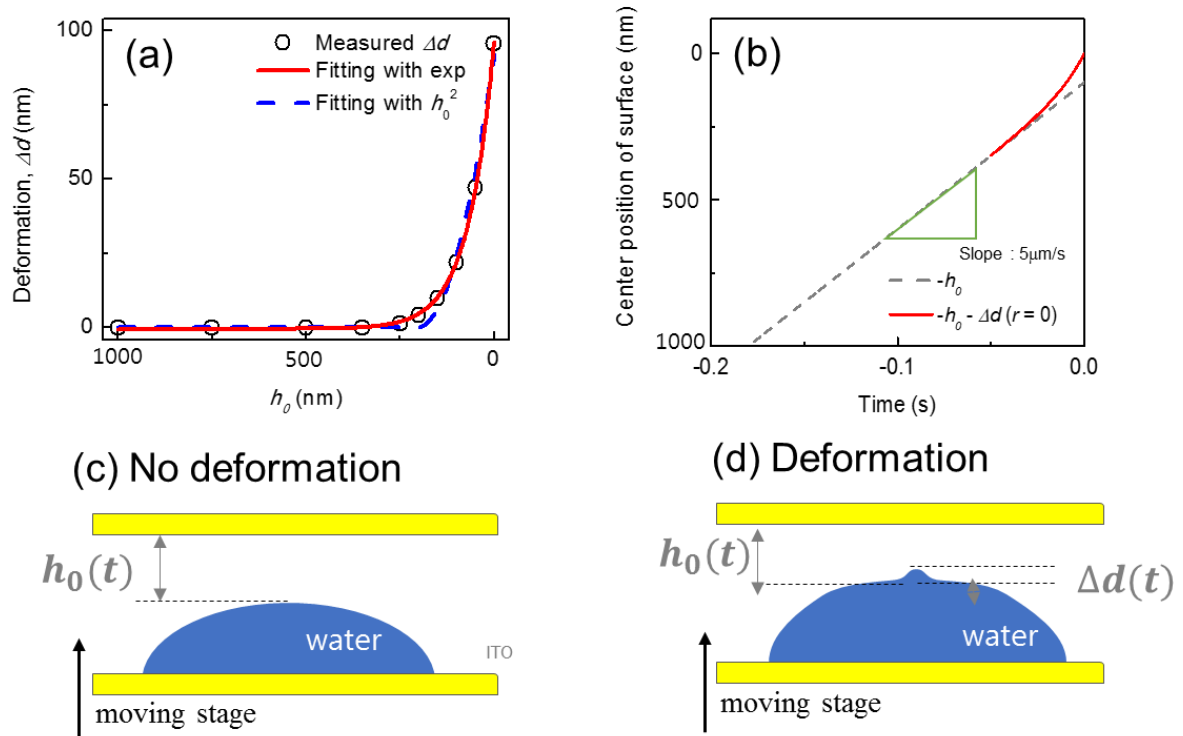 (a)
Measured Δd
Fitting with exp
Fitting with h₀²
100
50
0
Deformation, Δd (nm)
1000
500
0
h₀ (nm)
(b)
Center position of surface (nm)
0
250
500
750
1000
Slope : 5μm/s
-h₀
-h₀ - Δd (r = 0)
-0.2
-0.1
0.0
Time (s)
(c) No deformation
h₀(t)
water
ITO
moving stage
(d) Deformation
h₀(t)
Δd(t)
water
moving stage